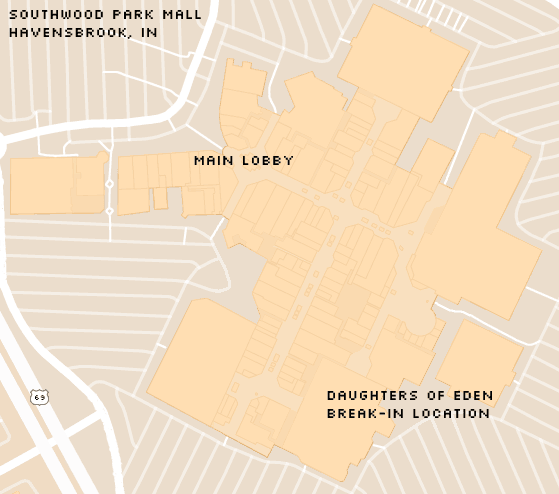 SOUTHWOOD PARK MALL
HAVENSBROOK, IN
MAIN LOBBY
69
DAUGHTERS OF EDEN
BREAK-IN LOCATION